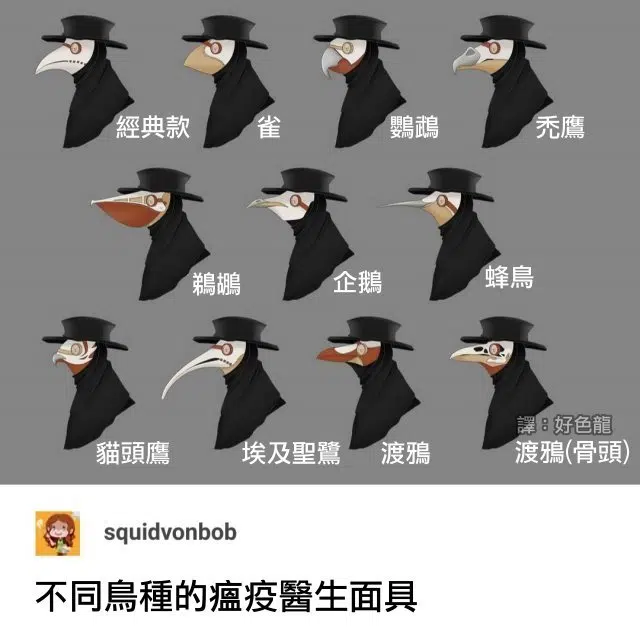 經典款
雀
鸚鵡
禿鷹
鵜鶘
企鵝
蜂鳥
貓頭鷹
埃及聖鷺
渡鴉
譯：好色龍
渡鴉(骨頭)
squidvonbob
不同鳥種的瘟疫醫生面具